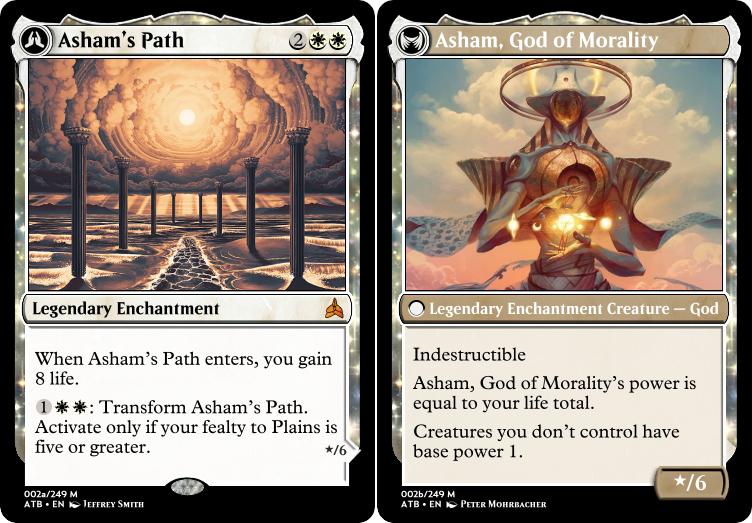 Asham's Path 2
Legendary Enchantment
When Asham's Path enters, you gain
8 life.
1: Transform Asham's Path.
Activate only if your fealty to Plains is
five or greater.
*/6
002a/249 M
ATB • EN Jeffrey Smith
Asham, God of Morality
Legendary Enchantment Creature — God
Indestructible
Asham, God of Morality's power is
equal to your life total.
Creatures you don't control have
base power 1.
*/6
002b/249 M
ATB • EN Peter Mohrbacher